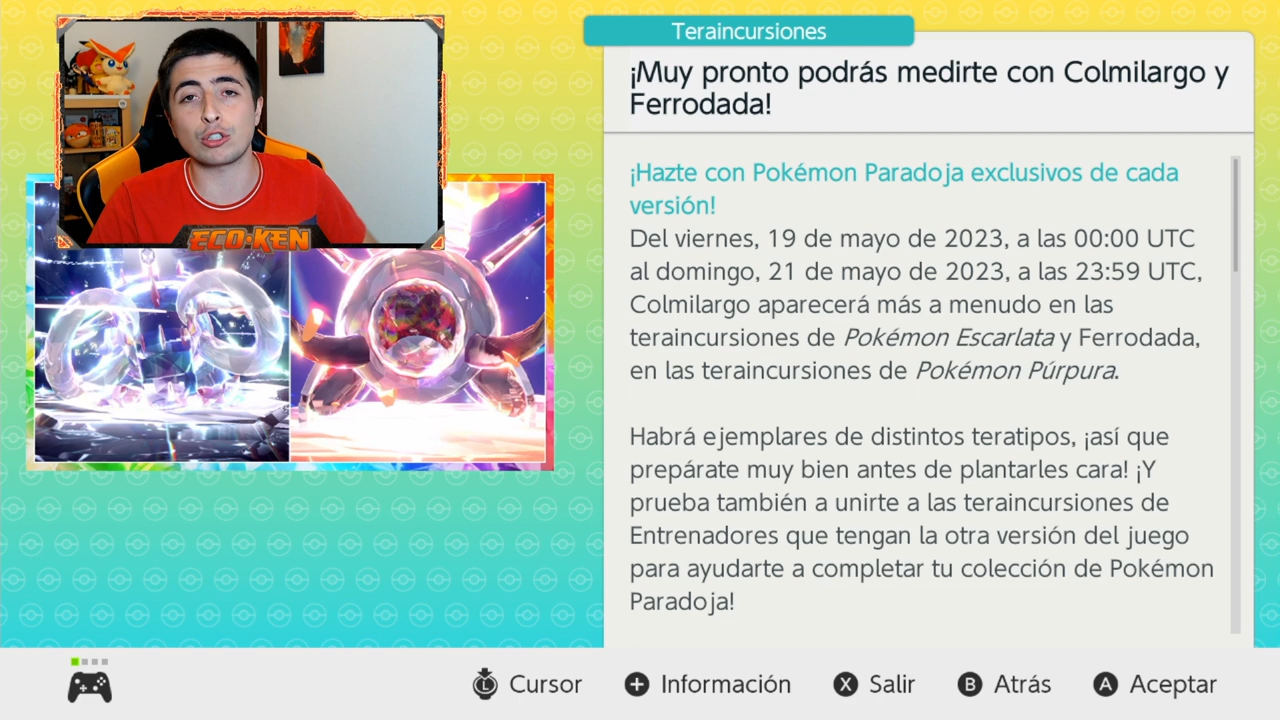 Teraincursiones
¡Muy pronto podrás medirte con Colmilargo y
Ferrodada!
¡Hazte con Pokémon Paradoja exclusivos de cada
versión!
Del viernes, 19 de mayo de 2023, a las 00:00 UTC
al domingo, 21 de mayo de 2023, a las 23:59 UTC,
Colmilargo aparecerá más a menudo en las
teraincursiones de Pokémon Escarlata y Ferrodada,
en las teraincursiones de Pokémon Púrpura.
Habrá ejemplares de distintos teratipos, ¡así que
prepárate muy bien antes de plantarles cara! ¡Y
prueba también a unirte a las teraincursiones de
Entrenadores que tengan la otra versión del juego
para ayudarte a completar tu colección de Pokémon
Paradoja!
ECO-KEN
L Cursor + Información X Salir B Atrás A Aceptar